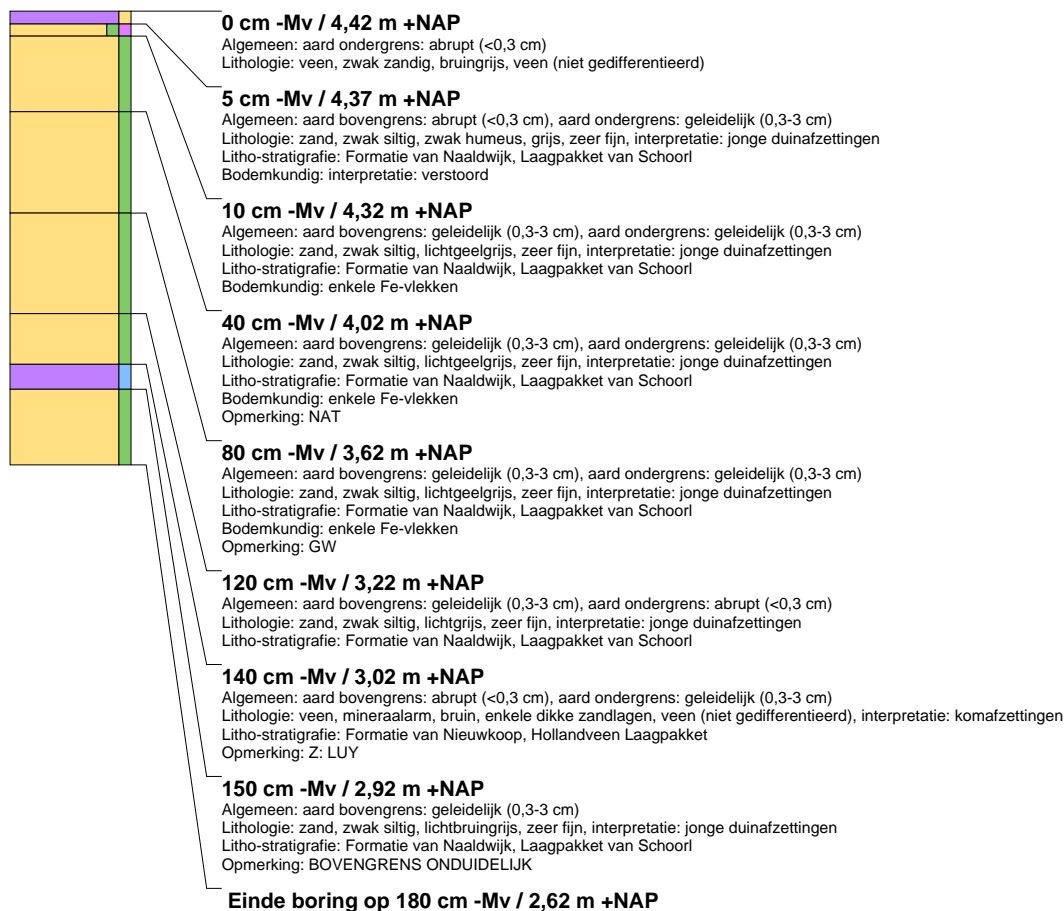 0 cm -Mv / 4,42 m +NAP
Algemeen: aard ondergrens: abrupt (<0,3 cm)
Lithologie: veen, zwak zandig, bruingrijs, veen (niet gedifferentieerd)
5 cm -Mv / 4,37 m +NAP
Algemeen: aard bovengrens: abrupt (<0,3 cm), aard ondergrens: geleidelijk (0,3-3 cm)
Lithologie: zand, zwak siltig, zwak humeus, grijs, zeer fijn, interpretatie: jonge duinafzettingen
Litho-stratigrafie: Formatie van Naaldwijk, Laagpakket van Schoorl
Bodemkundig: interpretatie: verstoord
10 cm -Mv / 4,32 m +NAP
Algemeen: aard bovengrens: geleidelijk (0,3-3 cm), aard ondergrens: geleidelijk (0,3-3 cm)
Lithologie: zand, zwak siltig, lichtgeelgrijs, zeer fijn, interpretatie: jonge duinafzettingen
Litho-stratigrafie: Formatie van Naaldwijk, Laagpakket van Schoorl
Bodemkundig: enkele Fe-vlekken
40 cm -Mv / 4,02 m +NAP
Algemeen: aard bovengrens: geleidelijk (0,3-3 cm), aard ondergrens: geleidelijk (0,3-3 cm)
Lithologie: zand, zwak siltig, lichtgeelgrijs, zeer fijn, interpretatie: jonge duinafzettingen
Litho-stratigrafie: Formatie van Naaldwijk, Laagpakket van Schoorl
Bodemkundig: enkele Fe-vlekken
Opmerking: NAT
80 cm -Mv / 3,62 m +NAP
Algemeen: aard bovengrens: geleidelijk (0,3-3 cm), aard ondergrens: geleidelijk (0,3-3 cm)
Lithologie: zand, zwak siltig, lichtgeelgrijs, zeer fijn, interpretatie: jonge duinafzettingen
Litho-stratigrafie: Formatie van Naaldwijk, Laagpakket van Schoorl
Bodemkundig: enkele Fe-vlekken
Opmerking: GW
120 cm -Mv / 3,22 m +NAP
Algemeen: aard bovengrens: geleidelijk (0,3-3 cm), aard ondergrens: abrupt (<0,3 cm)
Lithologie: zand, zwak siltig, lichtgrijs, zeer fijn, interpretatie: jonge duinafzettingen
Litho-stratigrafie: Formatie van Naaldwijk, Laagpakket van Schoorl
140 cm -Mv / 3,02 m +NAP
Algemeen: aard bovengrens: abrupt (<0,3 cm), aard ondergrens: geleidelijk (0,3-3 cm)
Lithologie: veen, mineraalarm, bruin, enkele dikke zandlagen, veen (niet gedifferentieerd), interpretatie: komafzettingen
Litho-stratigrafie: Formatie van Nieuwkoop, Hollandveen Laagpakket
Opmerking: Z: LUY
150 cm -Mv / 2,92 m +NAP
Algemeen: aard bovengrens: geleidelijk (0,3-3 cm)
Lithologie: zand, zwak siltig, lichtbruingrijs, zeer fijn, interpretatie: jonge duinafzettingen
Litho-stratigrafie: Formatie van Naaldwijk, Laagpakket van Schoorl
Opmerking: BOVENGRENS ONDUIDELIJK
Einde boring op 180 cm -Mv / 2,62 m +NAP